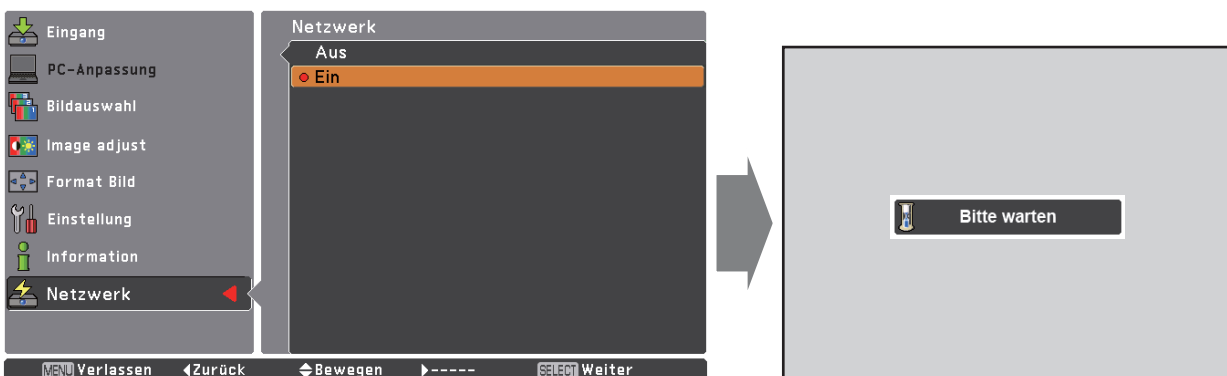 Eingang
PC-Anpassung
Bildauswahl
Image adjust
Format Bild
Einstellung
Information
Netzwerk
Netzwerk
Aus
Ein
MENU Verlassen ◀Zurück ◆Bewegen ▶----- SELECT Weiter
Bitte warten